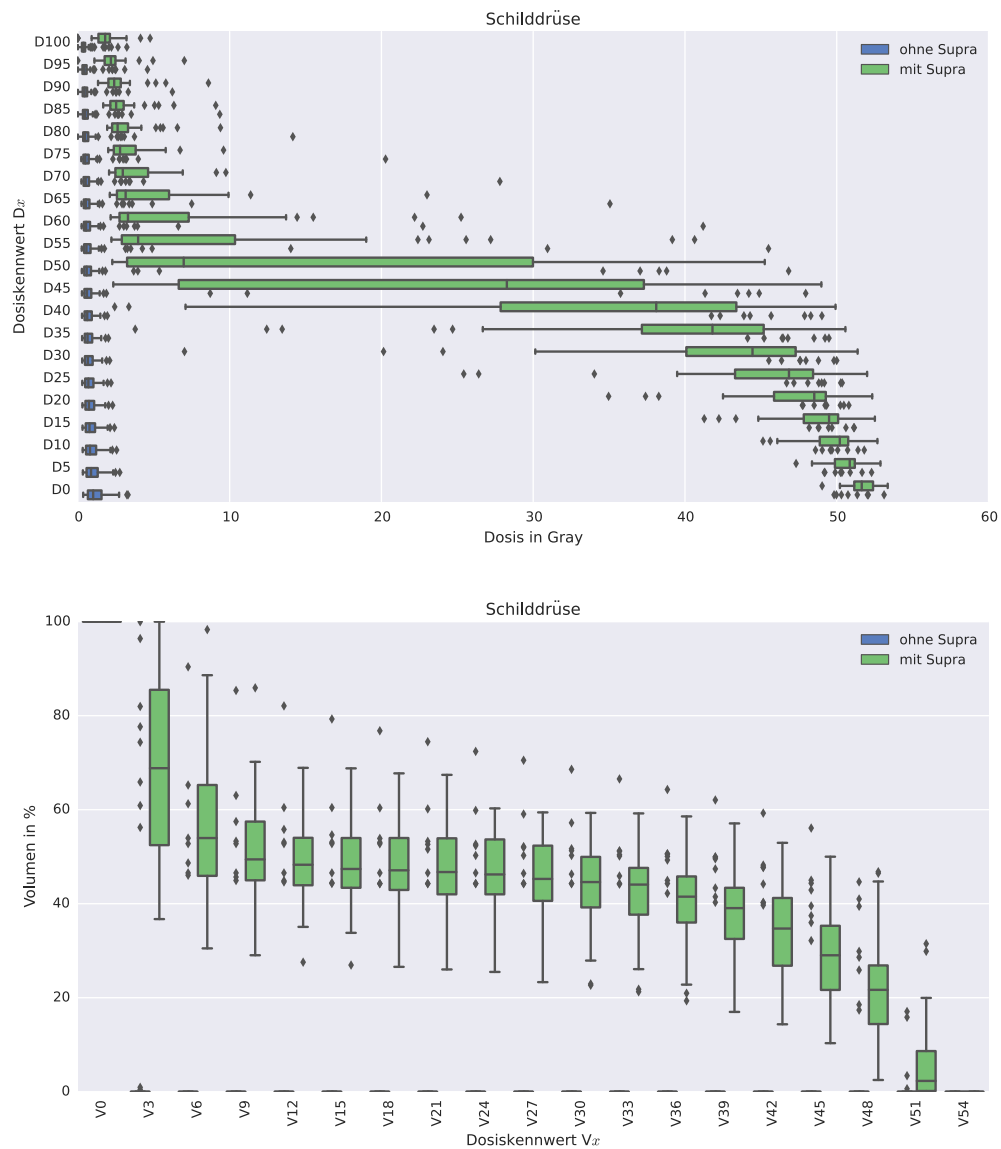 Schilddrüse
ohne Supra
mit Supra
D100
D95
D90
D85
D80
D75
D70
D65
D60
D55
D50
D45
D40
D35
D30
D25
D20
D15
D10
D5
D0
Dosiskennwert Dx
0 10 20 30 40 50 60
Dosis in Gray
Schilddrüse
ohne Supra
mit Supra
100
80
60
40
20
0
Volumen in %
V0 V3 V6 V9 V12 V15 V18 V21 V24 V27 V30 V33 V36 V39 V42 V45 V48 V51 V54
Dosiskennwert Vx